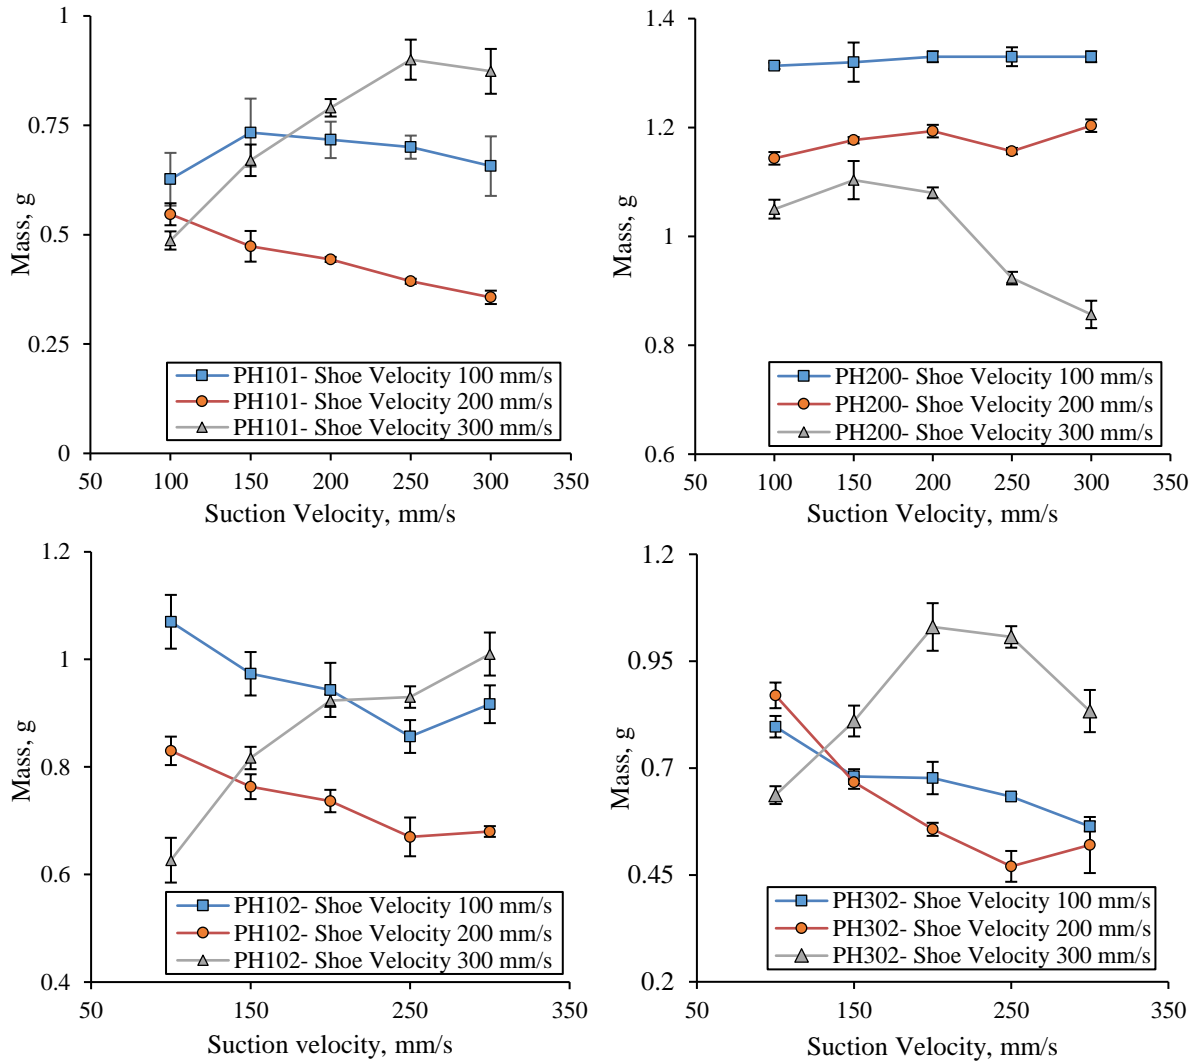 1
0.75
0.5
0.25
0
Mass, g
PH101- Shoe Velocity 100 mm/s
PH101- Shoe Velocity 200 mm/s
PH101- Shoe Velocity 300 mm/s
50 100 150 200 250 300 350
Suction Velocity, mm/s
1.4
1.2
1
0.8
0.6
Mass, g
PH200- Shoe Velocity 100 mm/s
PH200- Shoe Velocity 200 mm/s
PH200- Shoe Velocity 300 mm/s
50 100 150 200 250 300 350
Suction Velocity, mm/s
1.2
1
0.8
0.6
0.4
Mass, g
PH102- Shoe Velocity 100 mm/s
PH102- Shoe Velocity 200 mm/s
PH102- Shoe Velocity 300 mm/s
50 150 250 350
Suction velocity, mm/s
1.2
0.95
0.7
0.45
0.2
Mass, g
PH302- Shoe Velocity 100 mm/s
PH302- Shoe Velocity 200 mm/s
PH302- Shoe Velocity 300 mm/s
50 150 250 350
Suction Velocity, mm/s